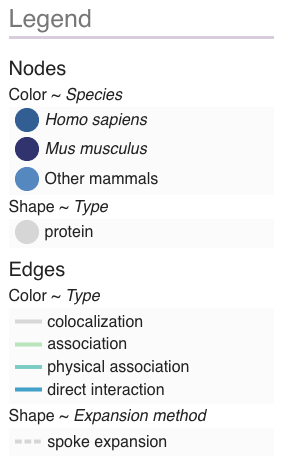 Legend
Nodes
Color ~ Species
Homo sapiens
Mus musculus
Other mammals
Shape ~ Type
protein
Edges
Color ~ Type
colocalization
association
physical association
direct interaction
Shape ~ Expansion method
spoke expansion